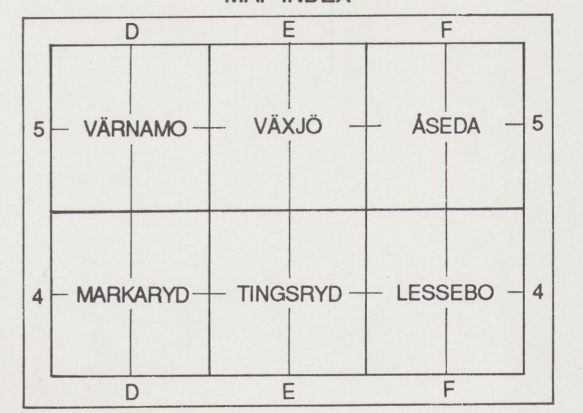 MAP INDEX
D E F
5 VÄRNAMO VÄXJÖ ÅSEDA 5
4 MARKARYD TINGSRYD LESSEBO 4
D E F